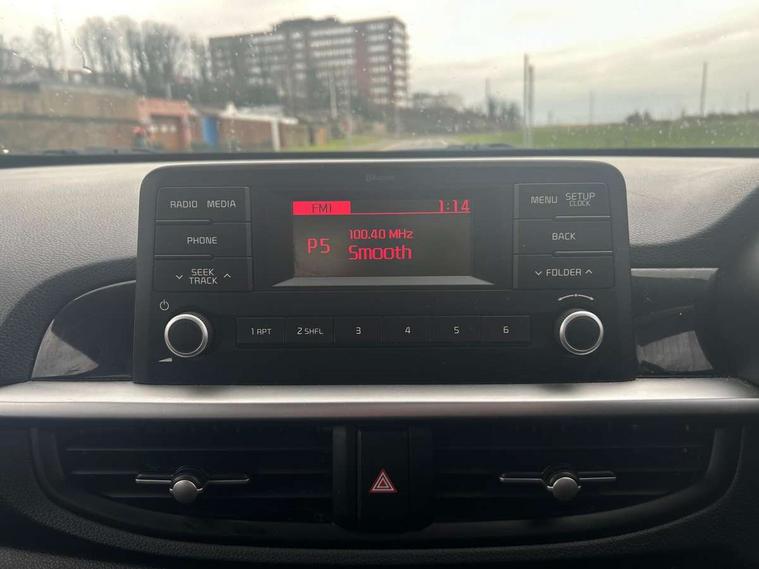 RADIO MEDIA
PHONE
SEEK
TRACK
FM1 1:14
P5 100.40 MHz
Smooth
MENU SETUP
CLOCK
BACK
FOLDER
1 RPT 2 SHFL 3 4 5 6